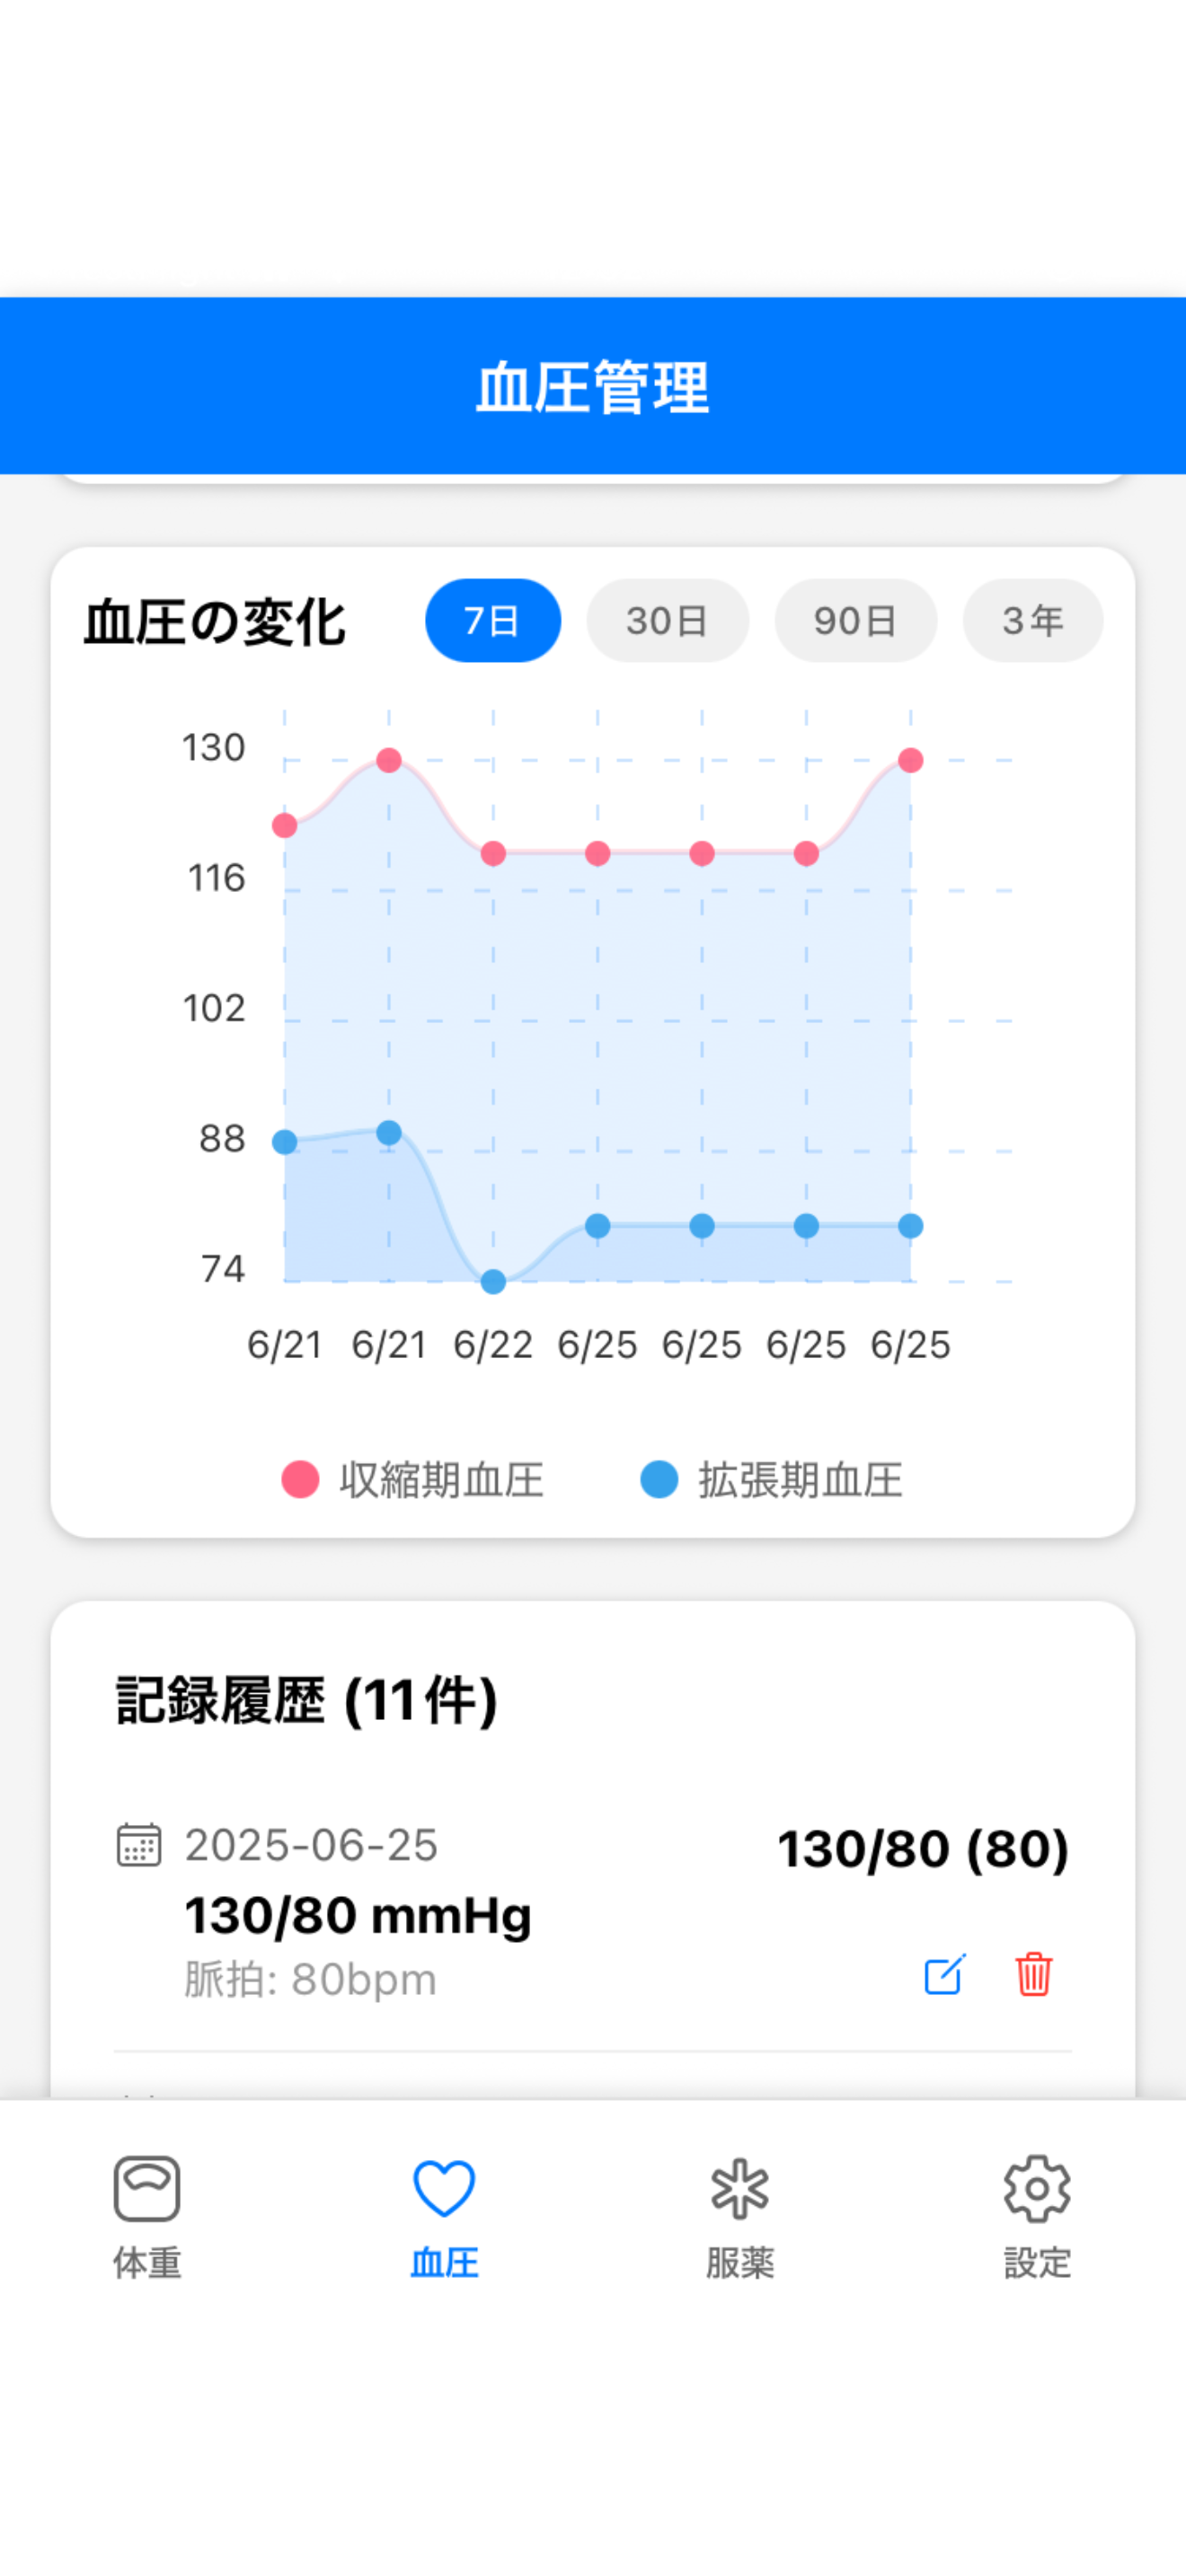 血圧管理
血圧の変化 7日 30日 90日 3年
130
116
102
88
74
6/21 6/21 6/22 6/25 6/25 6/25 6/25
収縮期血圧 拡張期血圧
記録履歴 (11件)
2025-06-25 130/80 (80)
130/80 mmHg
脈拍: 80bpm
体重 血圧 服薬 設定